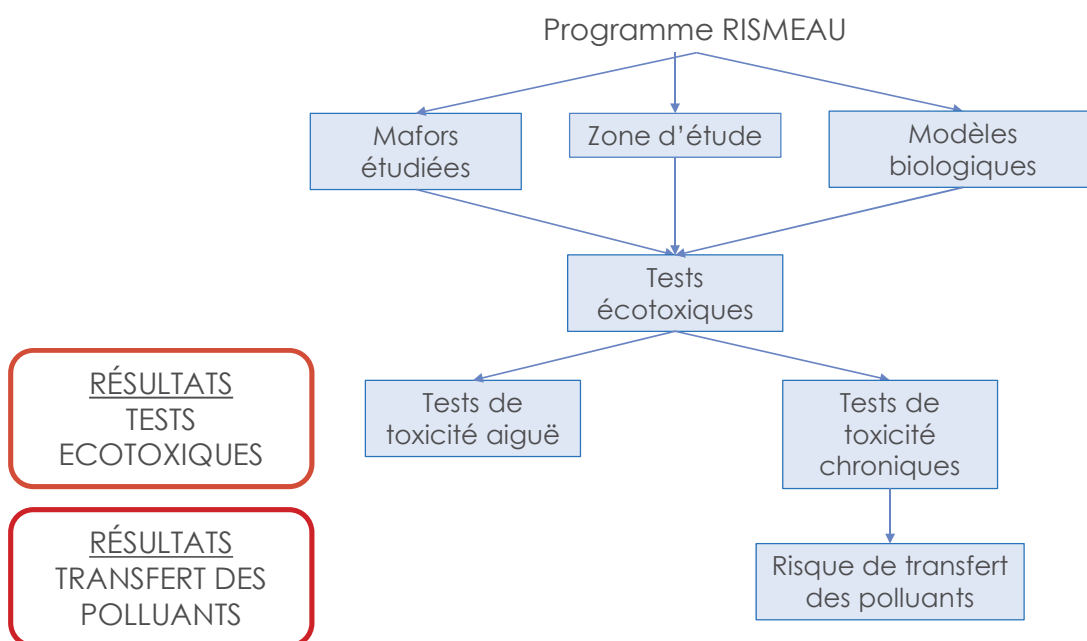 Programme RISMEAU
Mafors
étudiées
Zone d'étude
Modèles
biologiques
Tests
écotoxiques
RÉSULTATS
TESTS
ECOTOXIQUES
Tests de
toxicité aiguë
Tests de
toxicité
chroniques
RÉSULTATS
TRANSFERT DES
POLLUANTS
Risque de transfert
des polluants